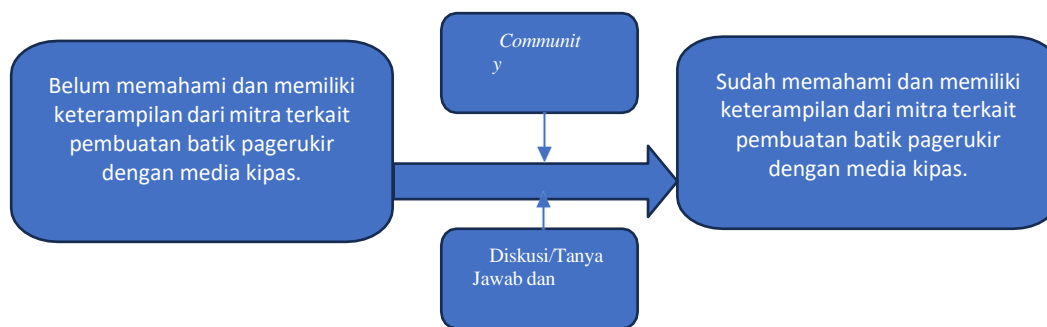 Belum memahami dan memiliki
keterampilan dari mitra terkait
pembuatan batik pagerukir
dengan media kipas.
Communit
y
Diskusi/Tanya
Jawab dan
Sudah memahami dan memiliki
keterampilan dari mitra terkait
pembuatan batik pagerukir
dengan media kipas.